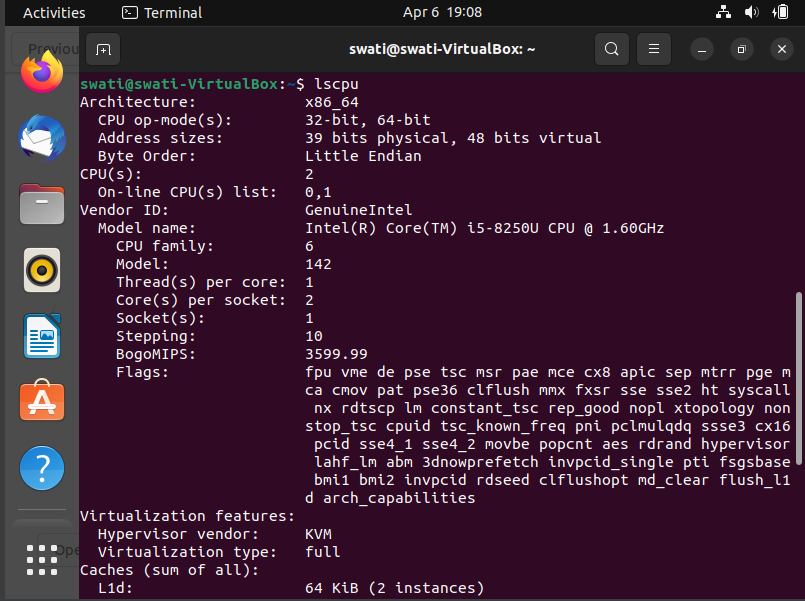 Activities Terminal Apr 6 19:08
Previou
swati@swati-VirtualBox: ~
swati@swati-VirtualBox:~$ lscpu
Architecture: x86_64
CPU op-mode(s): 32-bit, 64-bit
Address sizes: 39 bits physical, 48 bits virtual
Byte Order: Little Endian
CPU(s): 2
On-line CPU(s) list: 0,1
Vendor ID: GenuineIntel
Model name: Intel(R) Core(TM) i5-8250U CPU @ 1.60GHz
CPU family: 6
Model: 142
Thread(s) per core: 1
Core(s) per socket: 2
Socket(s): 1
Stepping: 10
BogoMIPS: 3599.99
Flags: fpu vme de pse tsc msr pae mce cx8 apic sep mtrr pge m
ca cmov pat pse36 clflush mmx fxsr sse sse2 ht syscall
nx rdtscp lm constant_tsc rep_good nopl xtopology non
stop_tsc cpuid tsc_known_freq pni pclmulqdq ssse3 cx16
pcid sse4_1 sse4_2 movbe popcnt aes rdrand hypervisor
lahf_lm abm 3dnowprefetch invpcid_single pti fsgsbase
bmi1 bmi2 invpcid rdseed clflushopt md_clear flush_l1
d arch_capabilities
Virtualization features:
Hypervisor vendor: KVM
Virtualization type: full
Caches (sum of all):
L1d: 64 KiB (2 instances)
Ope